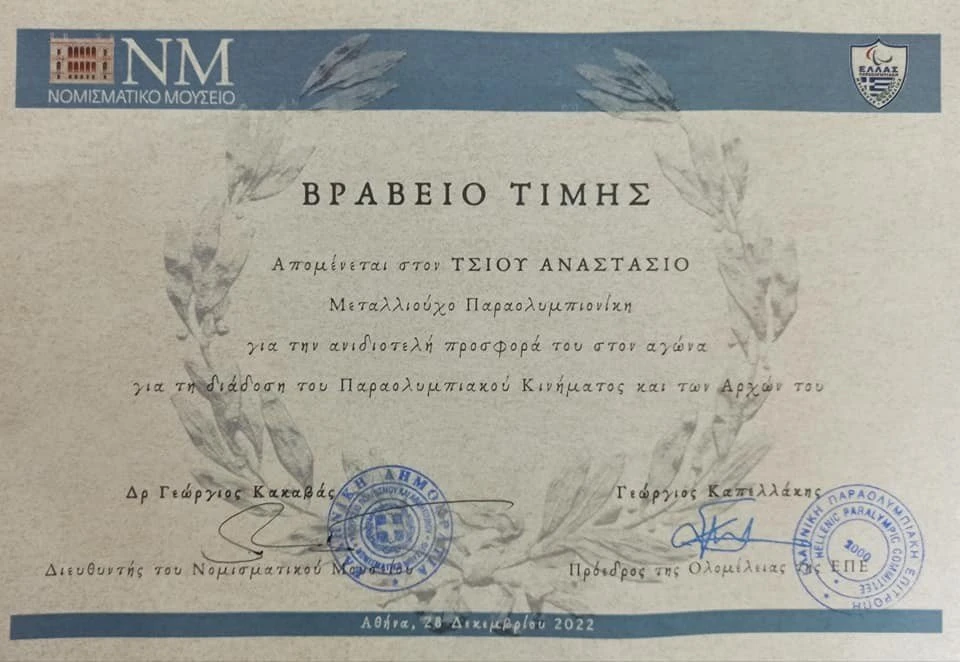 ΝΜ
ΝΟΜΙΣΜΑΤΙΚΟ ΜΟΥΣΕΙΟ
ΕΛΛΑΣ
ΒΡΑΒΕΙΟ ΤΙΜΗΣ
Απομένεται στον ΤΣΙΟΥ ΑΝΑΣΤΑΣΙΟ
Μεταλλιούχο Παραολυμπιονίκη
για την ανιδιοτελή προσφορά του στον αγώνα
για τη διάδοση του Παραολυμπιακού Κινήματος και των Αρχών του
Δρ Γεώργιος Κακαβάς
Διευθυντής του Νομισματικού Μουσείου
ΕΛΛΗΝΙΚΗ ΔΗΜΟΚΡΑΤΙΑ
Γεώργιος Καπελλάκης
Πρόεδρος της Ολομέλειας της ΕΠΕ
ΕΛΛΗΝΙΚΗ ΠΑΡΑΟΛΥΜΠΙΑΚΗ ΕΠΙΤΡΟΠΗ
HELLENIC PARALYMPIC COMMITTEE
2000
Αθήνα, 28 Δεκεμβρίου 2022